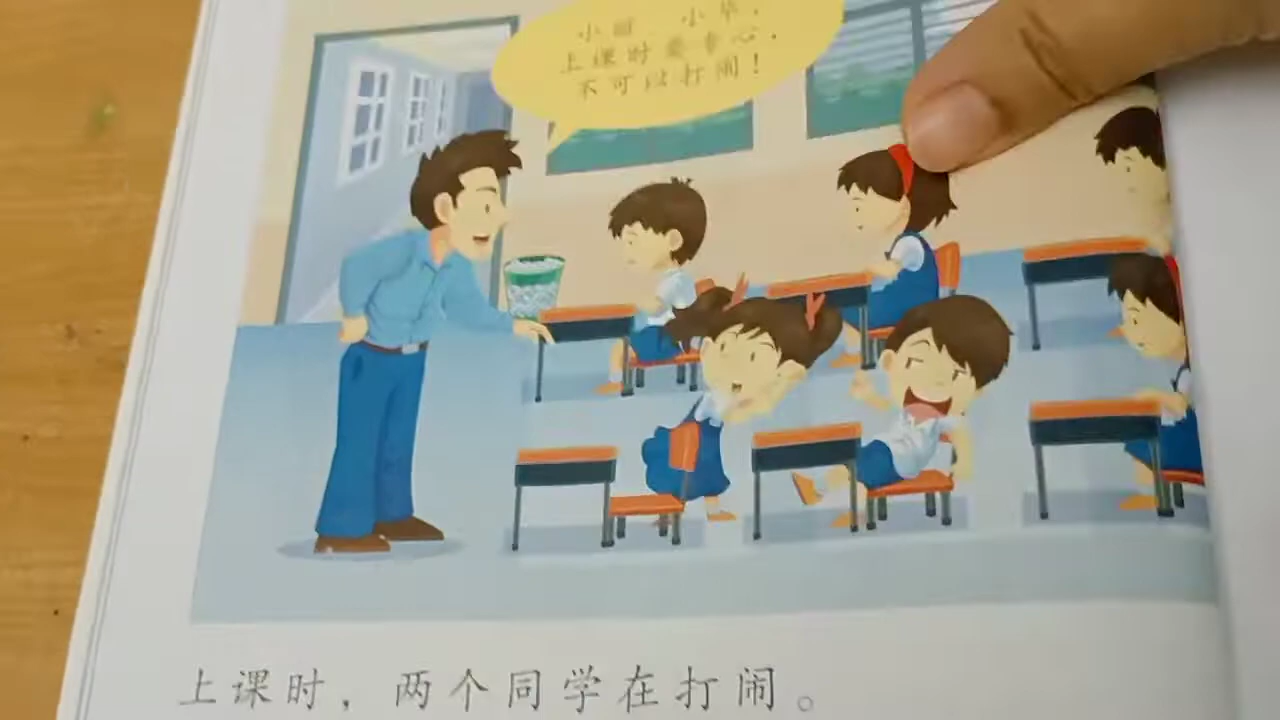 小丽、小华，
上课时要专心，
不可以打闹！
上课时，两个同学在打闹。